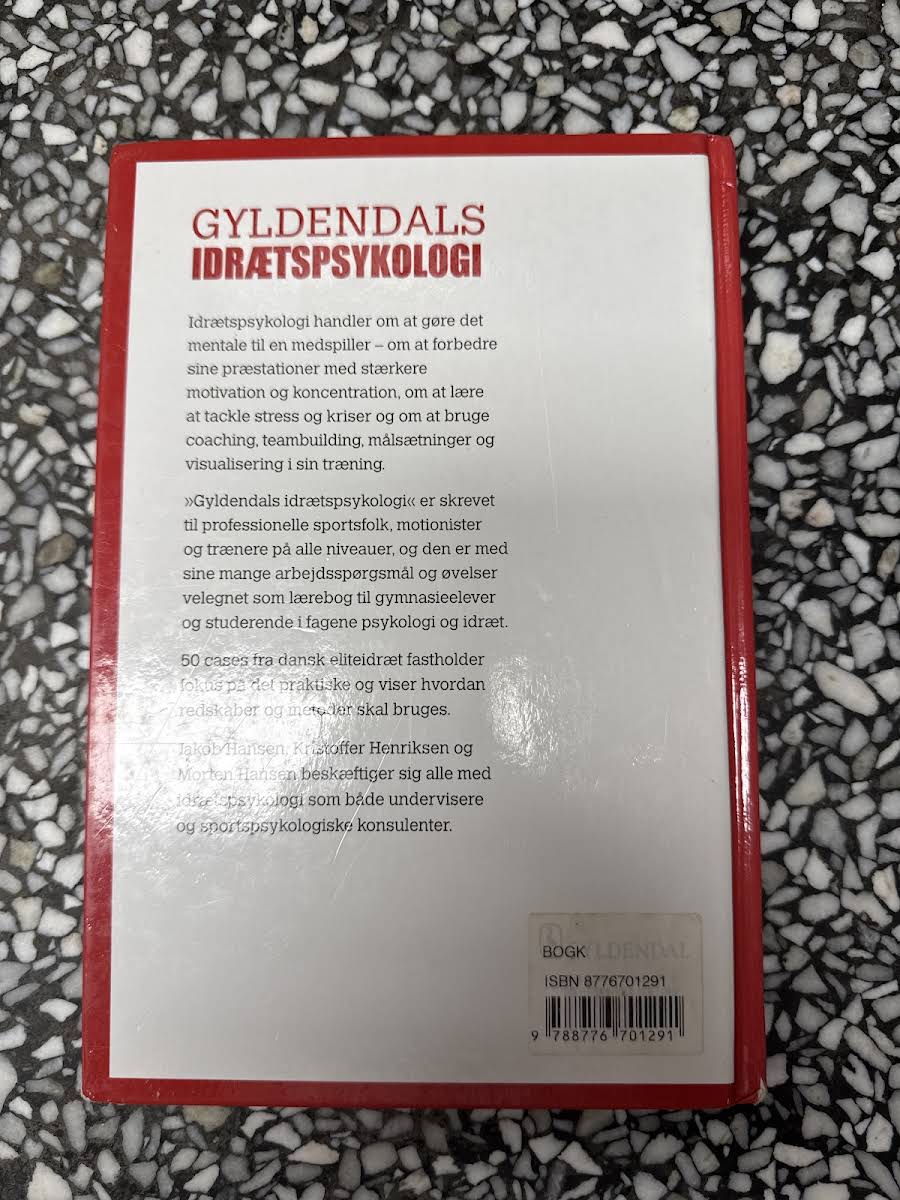 GYLDENDALS
IDRÆTSPSYKOLOGI
Idrætspsykologi handler om at gøre det
mentale til en medspiller – om at forbedre
sine præstationer med stærkere
motivation og koncentration, om at lære
at tackle stress og kriser og om at bruge
coaching, teambuilding, målsætninger og
visualisering i sin træning.
»Gyldendals idrætspsykologi« er skrevet
til professionelle sportsfolk, motionister
og trænere på alle niveauer, og den er med
sine mange arbejdsspørgsmål og øvelser
velegnet som lærebog til gymnasieelever
og studerende i fagene psykologi og idræt.
50 cases fra dansk eliteidræt fastholder
fokus på det praktiske og viser hvordan
redskaber og metoder skal bruges.
Jakob Hansen, Kristoffer Henriksen og
Morten Hansen beskæftiger sig alle med
idrætspsykologi som både undervisere
og sportspsykologiske konsulenter.
GYLDENDAL
BOGK
ISBN 8776701291
9 788776 701291